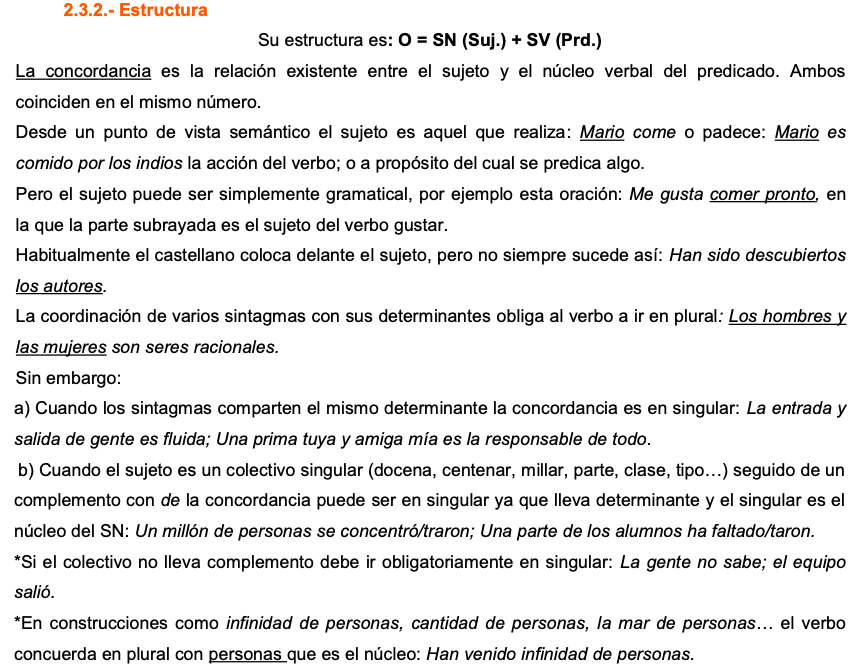 2.3.2.- Estructura
Su estructura es: O = SN (Suj.) + SV (Prd.)
La concordancia es la relación existente entre el sujeto y el núcleo verbal del predicado. Ambos
coinciden en el mismo número.
Desde un punto de vista semántico el sujeto es aquel que realiza: Mario come o padece: Mario es
comido por los indios la acción del verbo; o a propósito del cual se predica algo.
Pero el sujeto puede ser simplemente gramatical, por ejemplo esta oración: Me gusta comer pronto, en
la que la parte subrayada es el sujeto del verbo gustar.
Habitualmente el castellano coloca delante el sujeto, pero no siempre sucede así: Han sido descubiertos
los autores.
La coordinación de varios sintagmas con sus determinantes obliga al verbo a ir en plural: Los hombres y
las mujeres son seres racionales.
Sin embargo:
a) Cuando los sintagmas comparten el mismo determinante la concordancia es en singular: La entrada y
salida de gente es fluida; Una prima tuya y amiga mía es la responsable de todo.
b) Cuando el sujeto es un colectivo singular (docena, centenar, millar, parte, clase, tipo…) seguido de un
complemento con de la concordancia puede ser en singular ya que lleva determinante y el singular es el
núcleo del SN: Un millón de personas se concentró/traron; Una parte de los alumnos ha faltado/taron.
*Si el colectivo no lleva complemento debe ir obligatoriamente en singular: La gente no sabe; el equipo
salió.
*En construcciones como infinidad de personas, cantidad de personas, la mar de personas… el verbo
concuerda en plural con personas que es el núcleo: Han venido infinidad de personas.